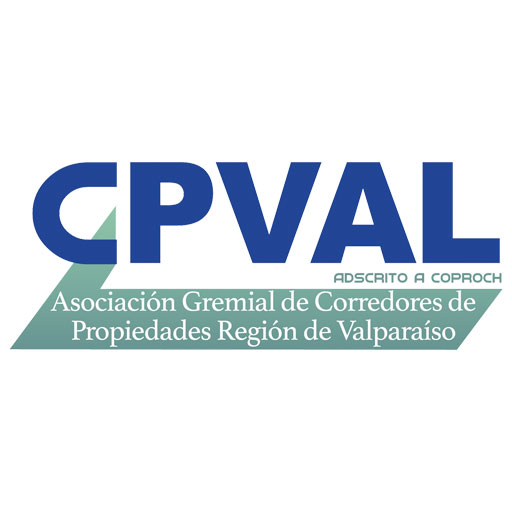 CPVAL
ADSCRITO A COPROCH
Asociación Gremial de Corredores de
Propiedades Región de Valparaíso